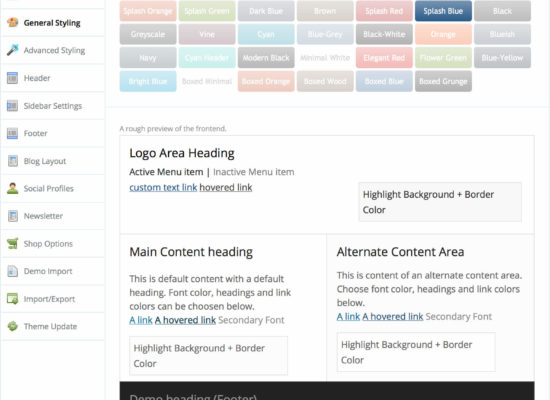 General Styling
Advanced Styling
Header
Sidebar Settings
Footer
Blog Layout
Social Profiles
Newsletter
Shop Options
Demo Import
Import/Export
Theme Update
Splash Orange Splash Green Dark Blue Brown Splash Red Splash Blue Black
Greyscale Vine Cyan Blue-Grey Black-White Orange Blueish
Navy Cyan Header Modern Black Minimal White Elegant Red Flower Green Blue-Yellow
Bright Blue Boxed Minimal Boxed Orange Boxed Wood Boxed Blue Boxed Grunge
A rough preview of the frontend.
Logo Area Heading
Active Menu item | Inactive Menu item
custom text link hovered link
Highlight Background + Border
Color
Main Content heading
This is default content with a default
heading. Font color, headings and link
colors can be choosen below.
A link A hovered link Secondary Font
Highlight Background + Border
Color
Alternate Content Area
This is content of an alternate content area.
Choose font color, headings and link colors
below.
A link A hovered link Secondary Font
Highlight Background + Border
Color
Demo heading (Footer)